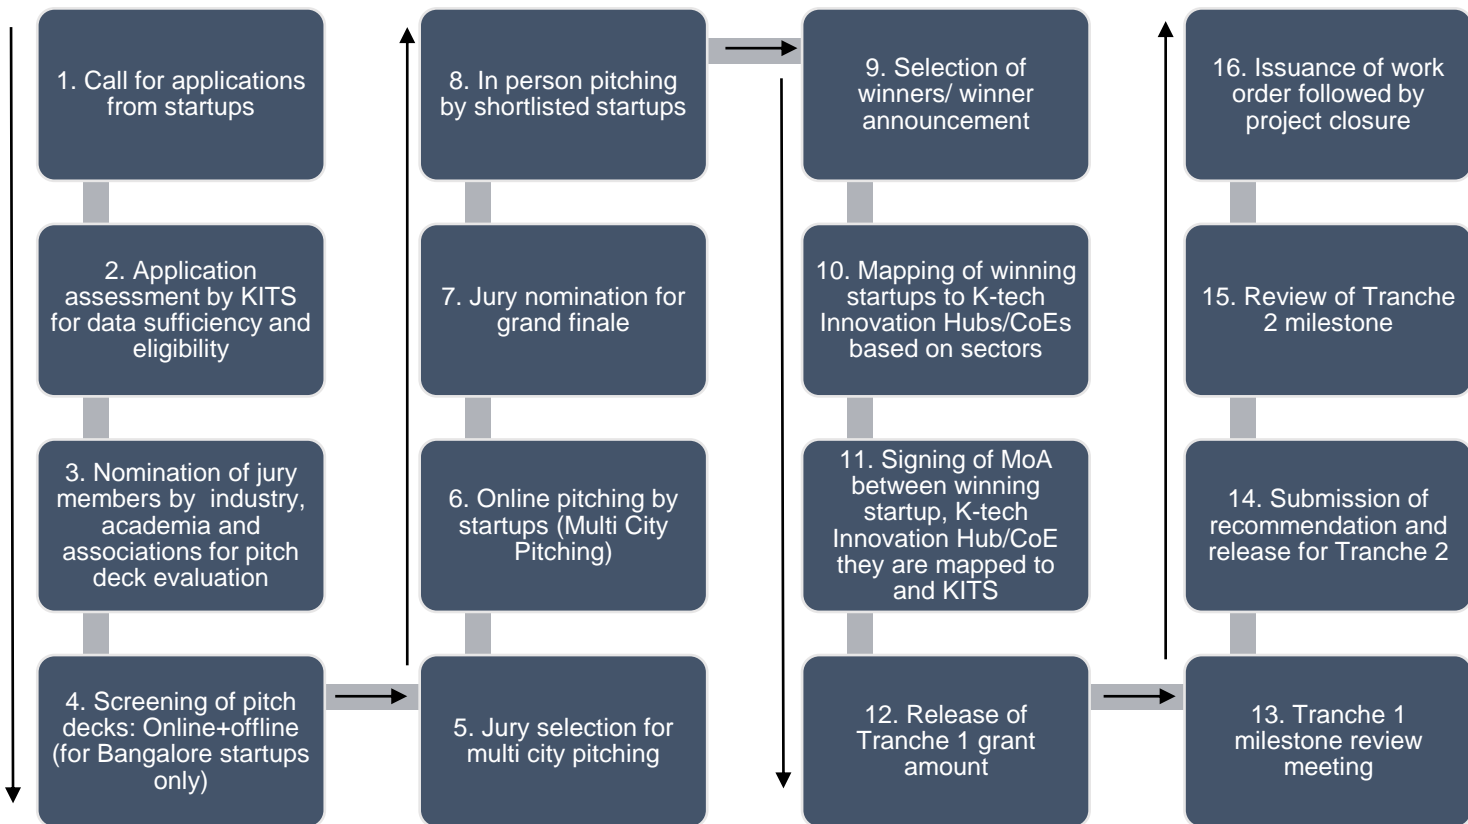 1. Call for applications
from startups
2. Application
assessment by KITS
for data sufficiency and
eligibility
3. Nomination of jury
members by industry,
academia and
associations for pitch
deck evaluation
4. Screening of pitch
decks: Online+offline
(for Bangalore startups
only)
5. Jury selection for
multi city pitching
6. Online pitching by
startups (Multi City
Pitching)
7. Jury nomination for
grand finale
8. In person pitching
by shortlisted startups
9. Selection of
winners/ winner
announcement
10. Mapping of winning
startups to K-tech
Innovation Hubs/CoEs
based on sectors
11. Signing of MoA
between winning
startup, K-tech
Innovation Hub/CoE
they are mapped to
and KITS
12. Release of
Tranche 1 grant
amount
13. Tranche 1
milestone review
meeting
14. Submission of
recommendation and
release for Tranche 2
15. Review of Tranche
2 milestone
16. Issuance of work
order followed by
project closure